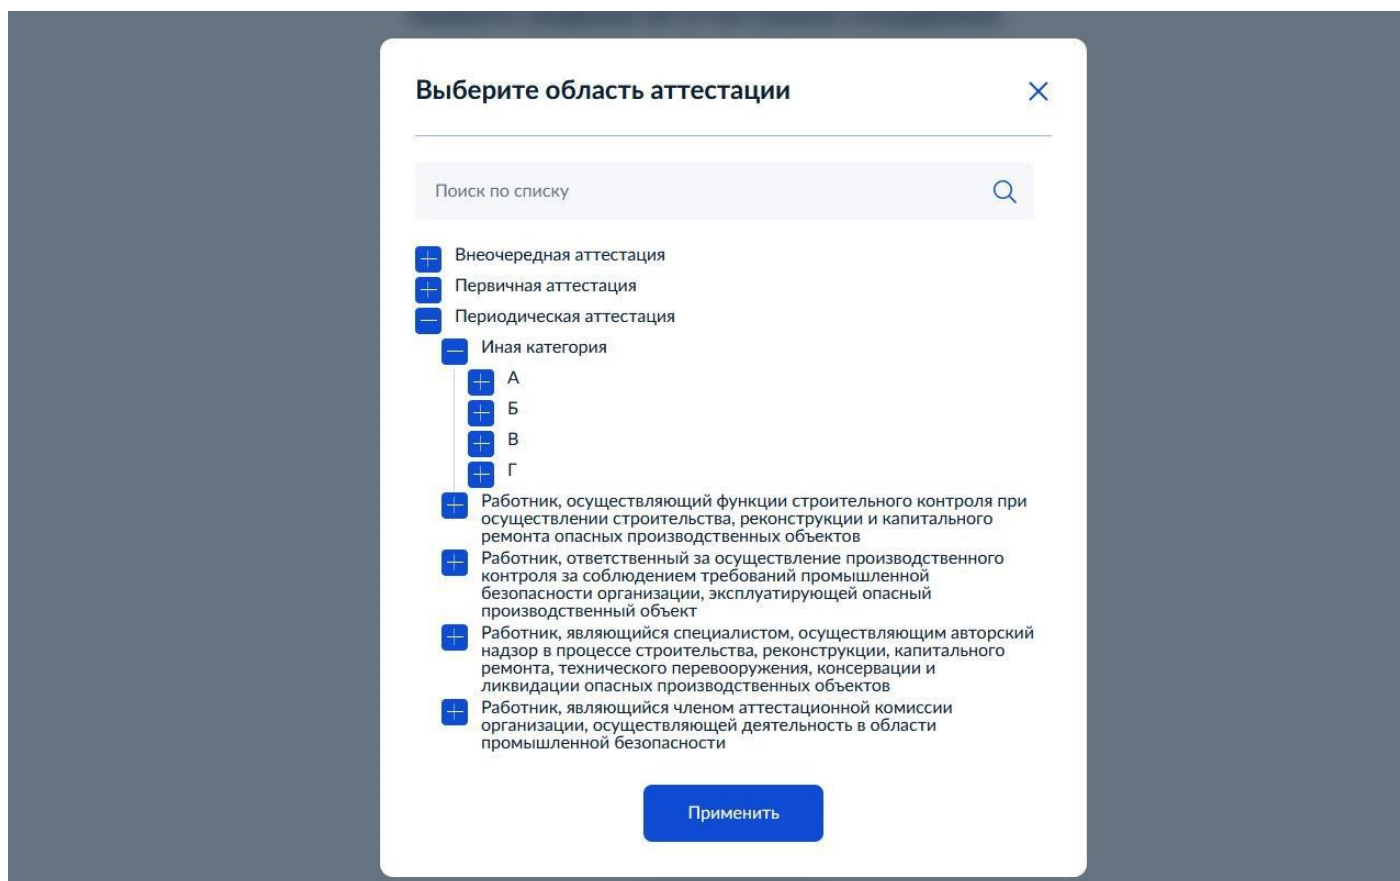 Выберите область аттестации
Поиск по списку
Внеочередная аттестация
Первичная аттестация
Периодическая аттестация
Иная категория
А
Б
В
Г
Работник, осуществляющий функции строительного контроля при
осуществлении строительства, реконструкции и капитального
ремонта опасных производственных объектов
Работник, ответственный за осуществление производственного
контроля за соблюдением требований промышленной
безопасности организации, эксплуатирующей опасный
производственный объект
Работник, являющийся специалистом, осуществляющим авторский
надзор в процессе строительства, реконструкции, капитального
ремонта, технического перевооружения, консервации и
ликвидации опасных производственных объектов
Работник, являющийся членом аттестационной комиссии
организации, осуществляющей деятельность в области
промышленной безопасности
Применить